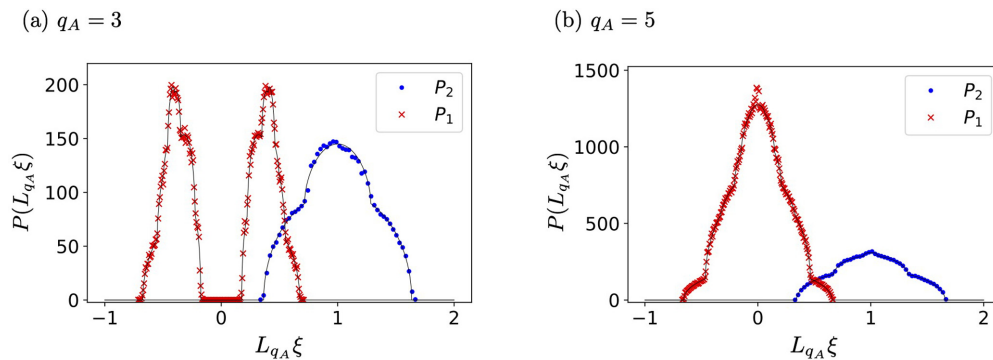 (a) q_A = 3
P(L_{q_A}ξ)
200
150
100
50
0
P_2
P_1
−1 0 1 2
L_{q_A}ξ
(b) q_A = 5
P(L_{q_A}ξ)
1500
1000
500
0
P_2
P_1
−1 0 1 2
L_{q_A}ξ